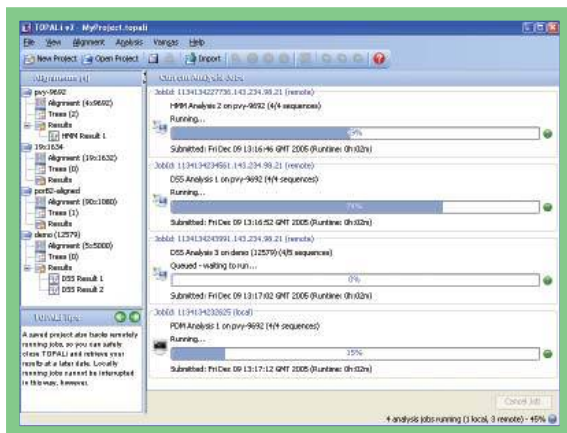 TOPALi v2 - MyProject.topali
File View Alignment Analysis Vamsas Help
New Project Open Project Import
Alignments (4)
Current Analysis Jobs
pvy-9692
Alignment (4x9692)
Trees (2)
Results
HMM Result 1
19x1634
Alignment (19x1632)
Trees (0)
Results
por62-aligned
Alignment (90x1080)
Trees (1)
Results
demo (12579)
Alignment (5x5000)
Trees (0)
Results
DSS Result 1
DSS Result 2
TOPALi Tips
A saved project also tracks remotely
running jobs, so you can safely
close TOPALi and retrieve your
results at a later date. Locally
running jobs cannot be interrupted
in this way, however.
JobId: 1134134227736.143.234.98.21 (remote)
HMM Analysis 2 on pvy-9692 (4/4 sequences)
Running...
Submitted: Fri Dec 09 13:16:46 GMT 2005 (Runtime: 0h:02m)
JobId: 1134134234561.143.234.98.21 (remote)
DSS Analysis 1 on pvy-9692 (4/4 sequences)
Running...
74%
Submitted: Fri Dec 09 13:16:52 GMT 2005 (Runtime: 0h:02m)
JobId: 1134134243991.143.234.98.21 (remote)
DSS Analysis 3 on demo (12579) (4/5 sequences)
Queued - waiting to run...
0%
Submitted: Fri Dec 09 13:17:02 GMT 2005 (Runtime: 0h:02m)
JobId: 1134134232625 (local)
PDM Analysis 1 on pvy-9692 (4/4 sequences)
Running...
15%
Submitted: Fri Dec 09 13:17:12 GMT 2005 (Runtime: 0h:02m)
Cancel Job
4 analysis jobs running (1 local, 3 remote) - 45%